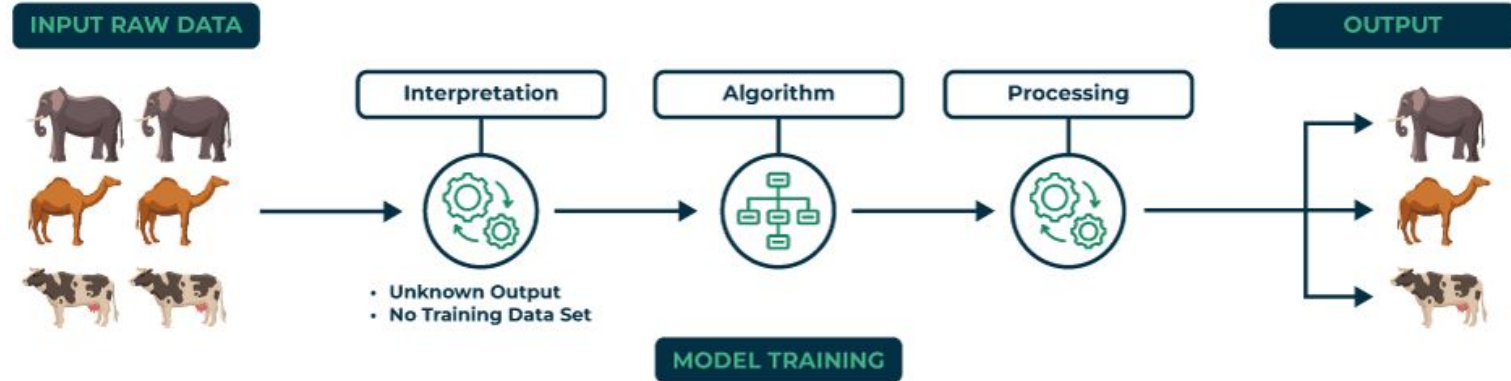 INPUT RAW DATA
OUTPUT
Interpretation
Algorithm
Processing
• Unknown Output
• No Training Data Set
MODEL TRAINING